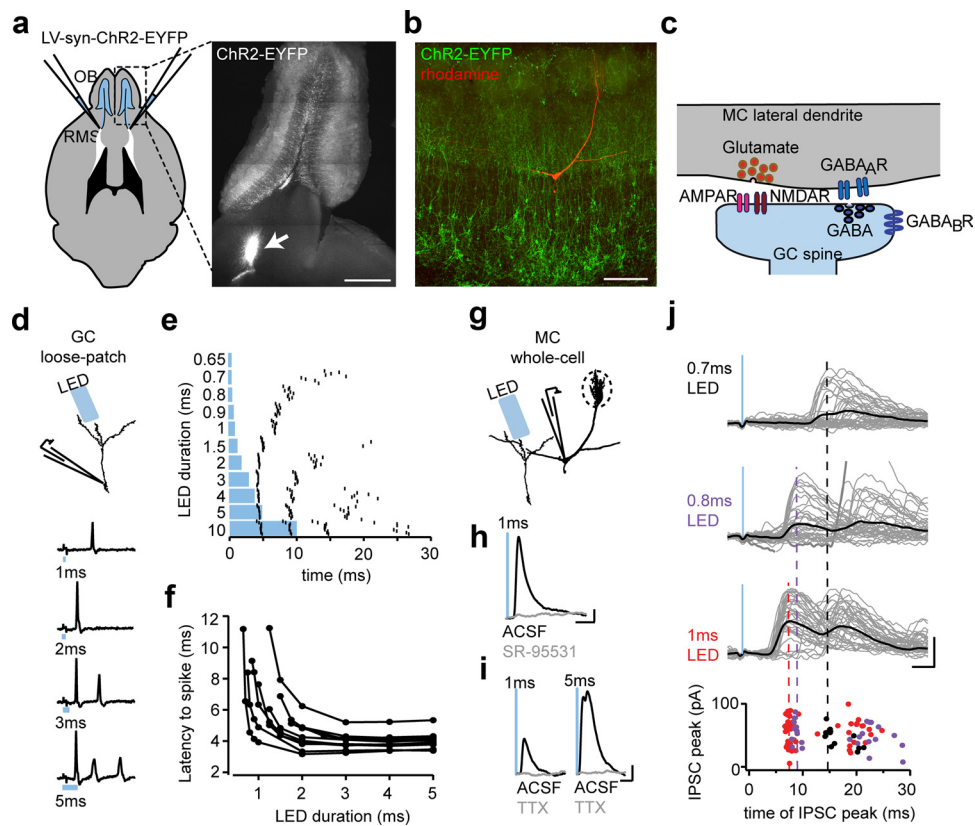 a
LV-syn-ChR2-EYFP
OB
RMS
ChR2-EYFP
b
ChR2-EYFP
rhodamine
c
MC lateral dendrite
Glutamate
GABAAR
AMPAR
NMDAR
GABA
GABABR
GC spine
d
GC
loose-patch
LED
1ms
2ms
3ms
5ms
e
LED duration (ms)
0.65
0.7
0.8
0.9
1
1.5
2
3
4
5
10
0 10 20 30
time (ms)
f
Latency to spike (ms)
12
10
8
6
4
2
1 2 3 4 5
LED duration (ms)
g
MC
whole-cell
LED
h
1ms
ACSF
SR-95531
i
1ms
5ms
ACSF
TTX
ACSF
TTX
j
0.7ms
LED
0.8ms
LED
1ms
LED
IPSC peak (pA)
100
50
0
0 10 20 30
time of IPSC peak (ms)